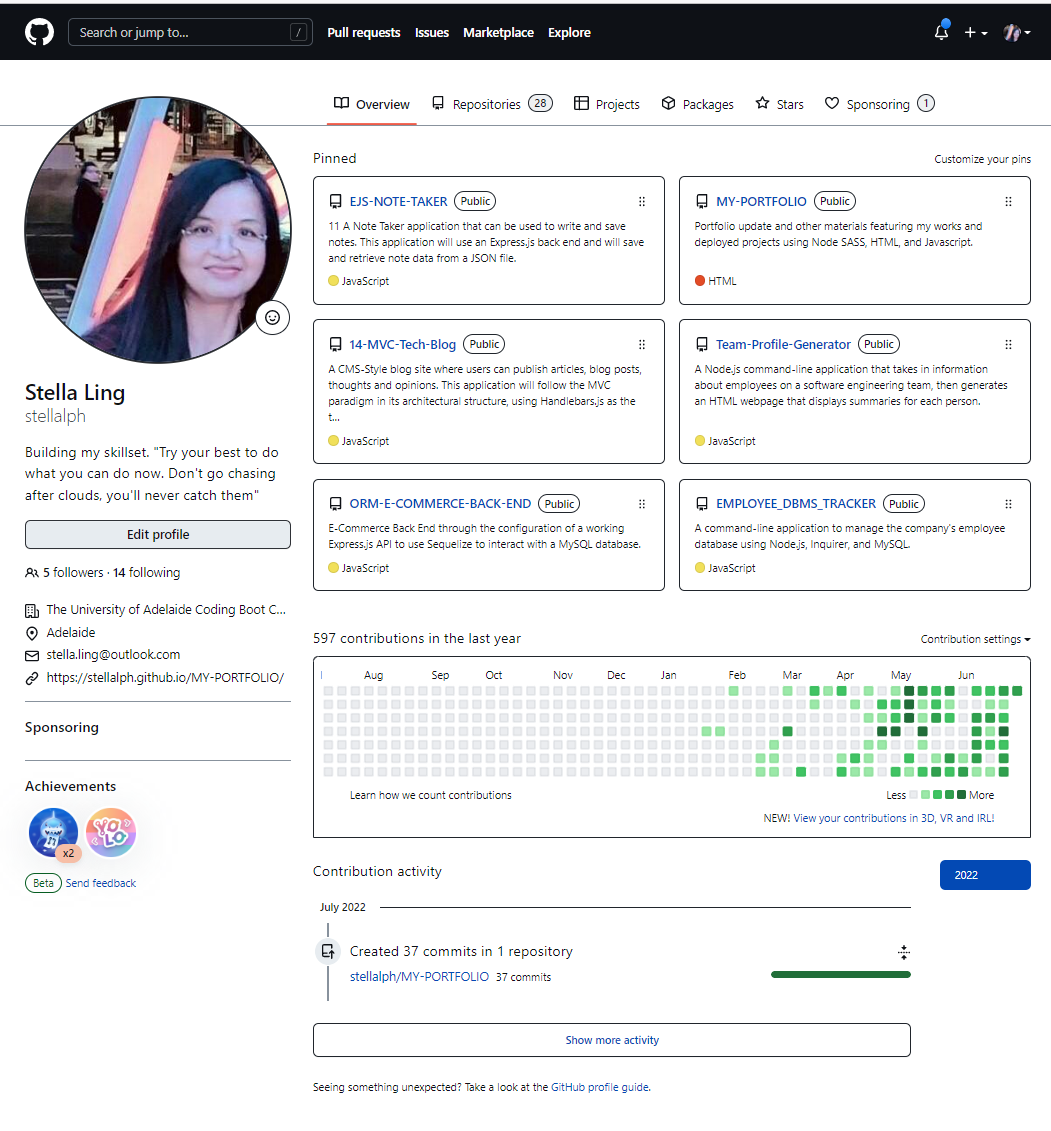 Search or jump to... /
Pull requests
Issues
Marketplace
Explore
Overview
Repositories 28
Projects
Packages
Stars
Sponsoring 1
Stella Ling
stellalph
Building my skillset. "Try your best to do
what you can do now. Don't go chasing
after clouds, you'll never catch them"
Edit profile
5 followers · 14 following
The University of Adelaide Coding Boot C...
Adelaide
stella.ling@outlook.com
https://stellalph.github.io/MY-PORTFOLIO/
Sponsoring
Achievements
x2
YOLO
Beta Send feedback
Pinned
Customize your pins
EJS-NOTE-TAKER Public
11 A Note Taker application that can be used to write and save
notes. This application will use an Express.js back end and will save
and retrieve note data from a JSON file.
JavaScript
MY-PORTFOLIO Public
Portfolio update and other materials featuring my works and
deployed projects using Node SASS, HTML, and Javascript.
HTML
14-MVC-Tech-Blog Public
A CMS-Style blog site where users can publish articles, blog posts,
thoughts and opinions. This application will follow the MVC
paradigm in its architectural structure, using Handlebars.js as the
t...
JavaScript
Team-Profile-Generator Public
A Node.js command-line application that takes in information
about employees on a software engineering team, then generates
an HTML webpage that displays summaries for each person.
JavaScript
ORM-E-COMMERCE-BACK-END Public
E-Commerce Back End through the configuration of a working
Express.js API to use Sequelize to interact with a MySQL database.
JavaScript
EMPLOYEE_DBMS_TRACKER Public
A command-line application to manage the company's employee
database using Node.js, Inquirer, and MySQL.
JavaScript
597 contributions in the last year
Contribution settings
Aug Sep Oct Nov Dec Jan Feb Mar Apr May Jun
Learn how we count contributions
Less More
NEW! View your contributions in 3D, VR and IRL!
Contribution activity
2022
July 2022
Created 37 commits in 1 repository
stellalph/MY-PORTFOLIO 37 commits
Show more activity
Seeing something unexpected? Take a look at the GitHub profile guide.